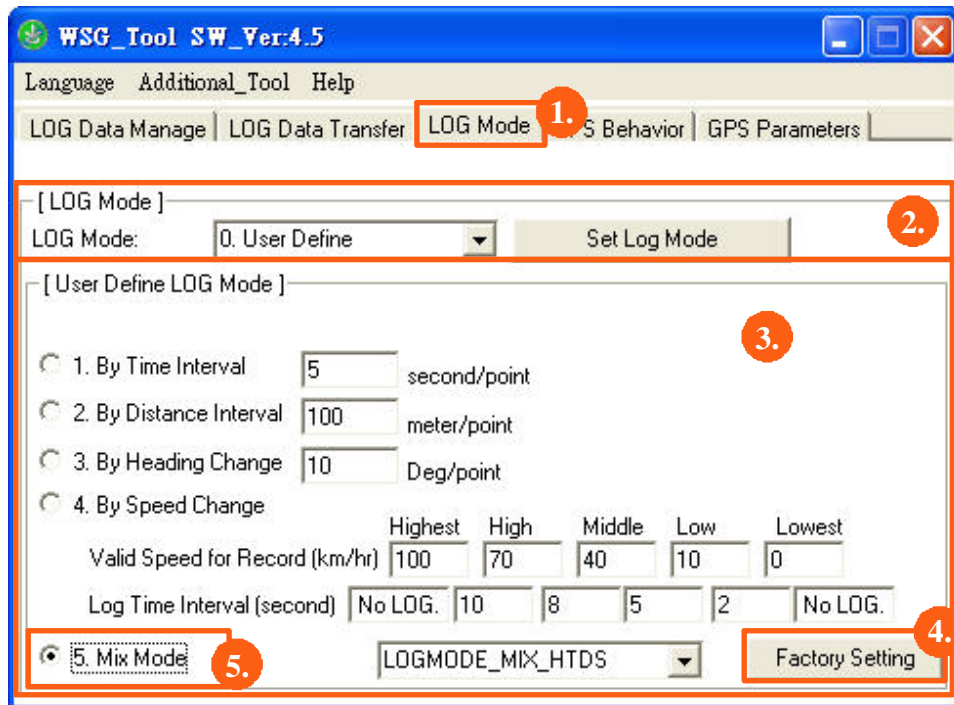 WSG_Tool SW_Ver:4.5
Language Additional_Tool Help
1.
LOG Data Manage LOG Data Transfer LOG Mode PS Behavior GPS Parameters
[ LOG Mode ]
2.
LOG Mode: 0. User Define Set Log Mode
[ User Define LOG Mode ]
3.
1. By Time Interval 5 second/point
2. By Distance Interval 100 meter/point
3. By Heading Change 10 Deg/point
4. By Speed Change
Highest High Middle Low Lowest
Valid Speed for Record (km/hr) 100 70 40 10 0
Log Time Interval (second) No LOG. 10 8 5 2 No LOG.
4.
5. Mix Mode 5. LOGMODE_MIX_HTDS Factory Setting